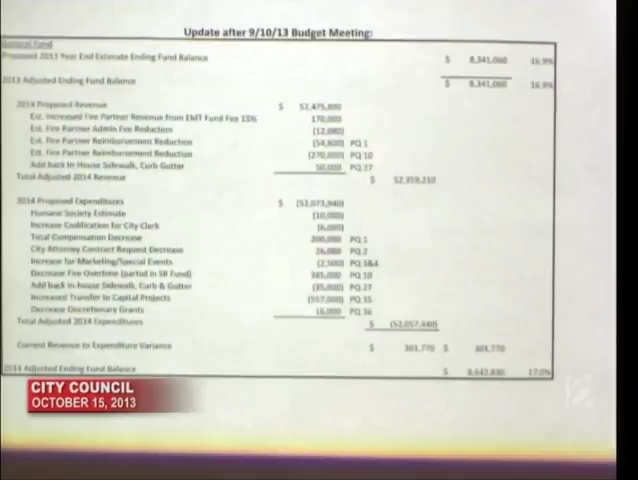 Update after 9/10/13 Budget Meeting:
General Fund
Proposed 2013 Year End Estimate Ending Fund Balance $ 8,341,060 16.9%
2013 Adjusted Ending Fund Balance $ 8,341,060 16.9%
2014 Proposed Revenue $ 52,475,800
Est. Increased Fire Partner Revenue from EMT Fund Fee 15% 170,000
Est. Fire Partner Admin Fee Reduction (12,000)
Est. Fire Partner Reimbursement Reduction (54,600) PQ 1
Est. Fire Partner Reimbursement Reduction (270,000) PQ 10
Add back In-House Sidewalk, Curb Gutter 50,000 PQ 27
Total Adjusted 2014 Revenue $ 52,359,210
2014 Proposed Expenditures $ (52,073,940)
Humane Society Estimate (10,000)
Increase Codification for City Clerk (6,000)
Total Compensation Decrease 200,000 PQ 1
City Attorney Contract Request Decrease 26,000 PQ 2
Increase for Marketing/Special Events (2,500) PQ 3&4
Decrease Fire Overtime (partial in SR Fund) 385,000 PQ 10
Add back in-house Sidewalk, Curb & Gutter (35,000) PQ 27
Increased Transfer to Capital Projects (557,000) PQ 35
Decrease Discretionary Grants 16,000 PQ 36
Total Adjusted 2014 Expenditures $ (52,057,440)
Current Revenue to Expenditure Variance $ 301,770 $ 301,770
2014 Adjusted Ending Fund Balance $ 8,642,830 17.0%
CITY COUNCIL
OCTOBER 15, 2013